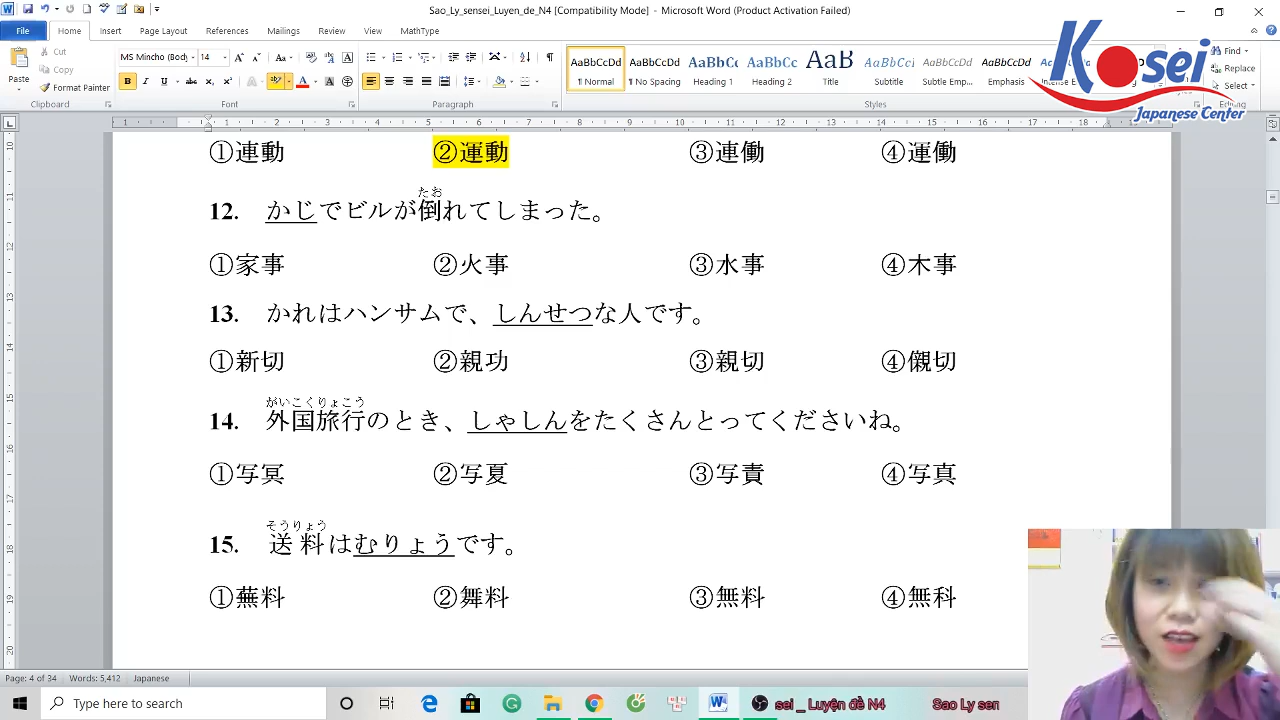 Sao_Ly_sensei_Luyen_de_N4 [Compatibility Mode] - Microsoft Word (Product Activation Failed)
File Home Insert Page Layout References Mailings Review View MathType
Cut
Copy
Format Painter
Paste
MS Mincho (Body) 14
AaBbCcDd AaBbCcDd AaBbCc AaBbCc AaB AaBbCcL AaBbCcDd AaBbCcDd
¶ Normal ¶ No Spacing Heading 1 Heading 2 Title Subtitle Subtle Emp... Emphasis
Find
Replace
Select
Clipboard Font Paragraph Styles Editing
Kosei
Japanese Center
①連動 ②運動 ③連働 ④運働
たお
12. かじでビルが倒れてしまった。
①家事 ②火事 ③水事 ④木事
13. かれはハンサムで、しんせつな人です。
①新切 ②親功 ③親切 ④儭切
がいこくりょこう
14. 外国旅行のとき、しゃしんをたくさんとってくださいね。
①写冥 ②写夏 ③写責 ④写真
そうりょう
15. 送料はむりょうです。
①蕪料 ②舞料 ③無料 ④無科
Page: 4 of 34 Words: 5,412 Japanese
Type here to search
sei _ Luyện đề N4 Sao Ly sen